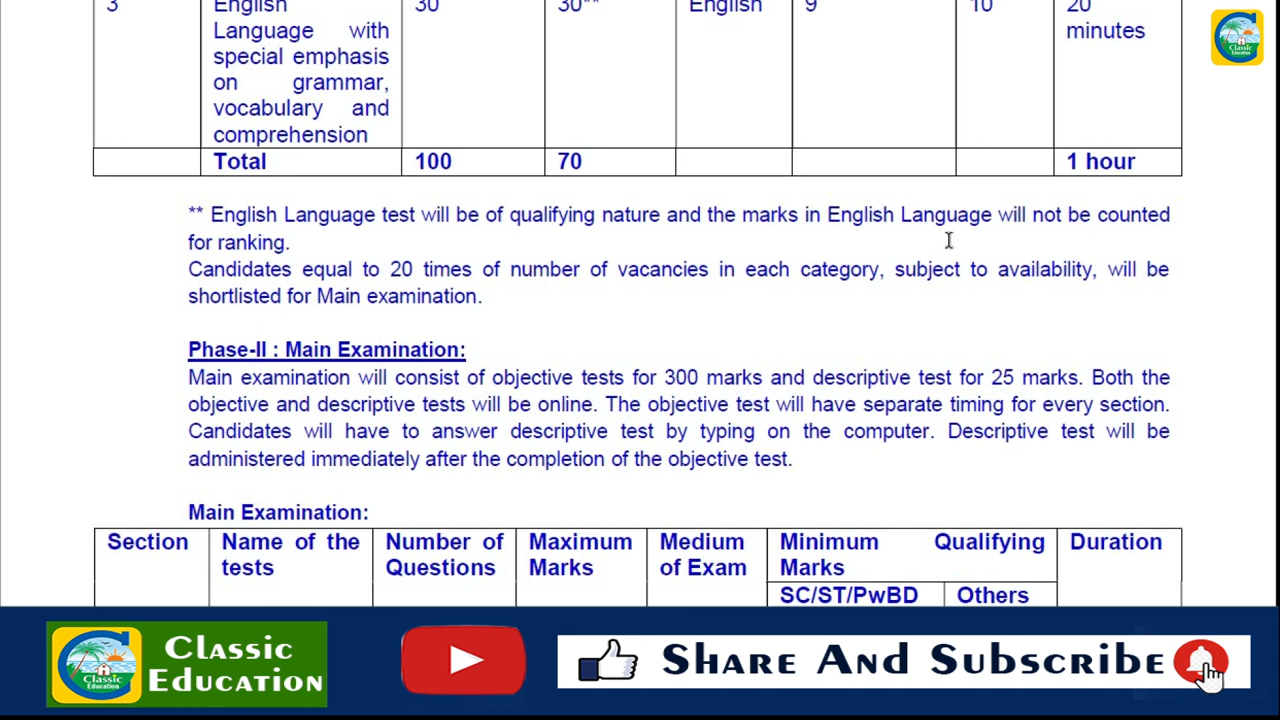 3 English 30 30** English 9 10 20
Language with minutes
special emphasis
on grammar,
vocabulary and
comprehension
Total 100 70 1 hour
** English Language test will be of qualifying nature and the marks in English Language will not be counted
for ranking.
Candidates equal to 20 times of number of vacancies in each category, subject to availability, will be
shortlisted for Main examination.
Phase-II : Main Examination:
Main examination will consist of objective tests for 300 marks and descriptive test for 25 marks. Both the
objective and descriptive tests will be online. The objective test will have separate timing for every section.
Candidates will have to answer descriptive test by typing on the computer. Descriptive test will be
administered immediately after the completion of the objective test.
Main Examination:
Section Name of the Number of Maximum Medium Minimum Qualifying Duration
tests Questions Marks of Exam Marks
SC/ST/PwBD Others
Classic
Education
Classic
Education
Classic
Education
Share And Subscribe